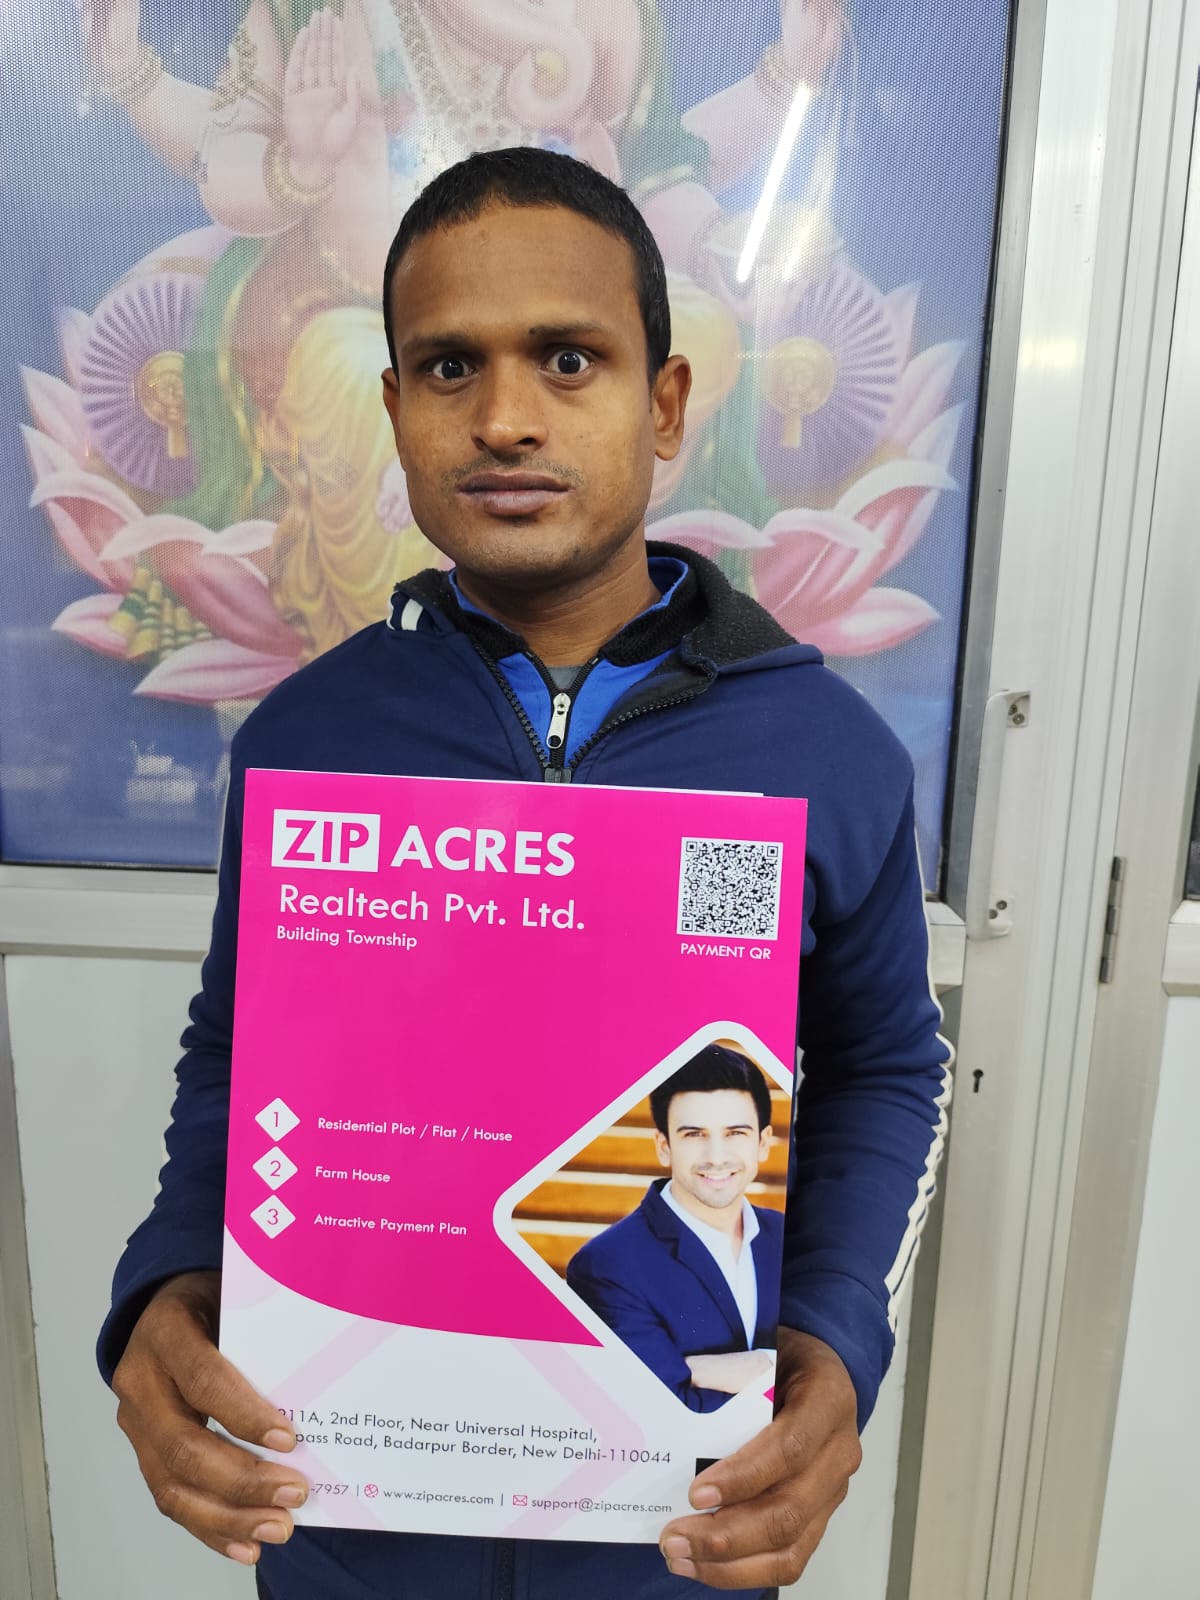 ZIP ACRES
Realtech Pvt. Ltd.
Building Township
PAYMENT QR
1 Residential Plot / Flat / House
2 Farm House
3 Attractive Payment Plan
211A, 2nd Floor, Near Universal Hospital,
pass Road, Badarpur Border, New Delhi-110044
-7957 | www.zipacres.com | support@zipacres.com